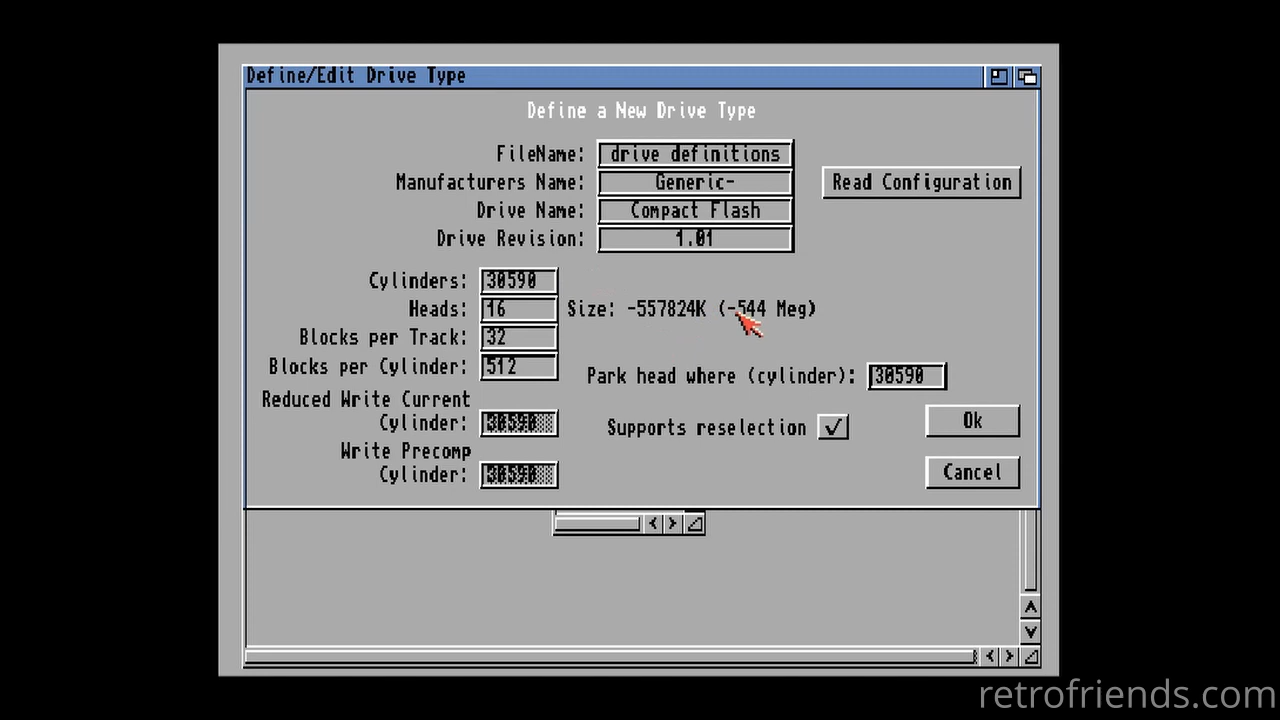 Define/Edit Drive Type
Define a New Drive Type
FileName: drive definitions
Manufacturers Name: Generic-
Read Configuration
Drive Name: Compact Flash
Drive Revision: 1.01
Cylinders: 30590
Heads: 16
Size: -557824K (-544 Meg)
Blocks per Track: 32
Blocks per Cylinder: 512
Park head where (cylinder): 30590
Reduced Write Current
Cylinder: 30590
Supports reselection
Ok
Write Precomp
Cylinder: 30590
Cancel
retrofriends.com